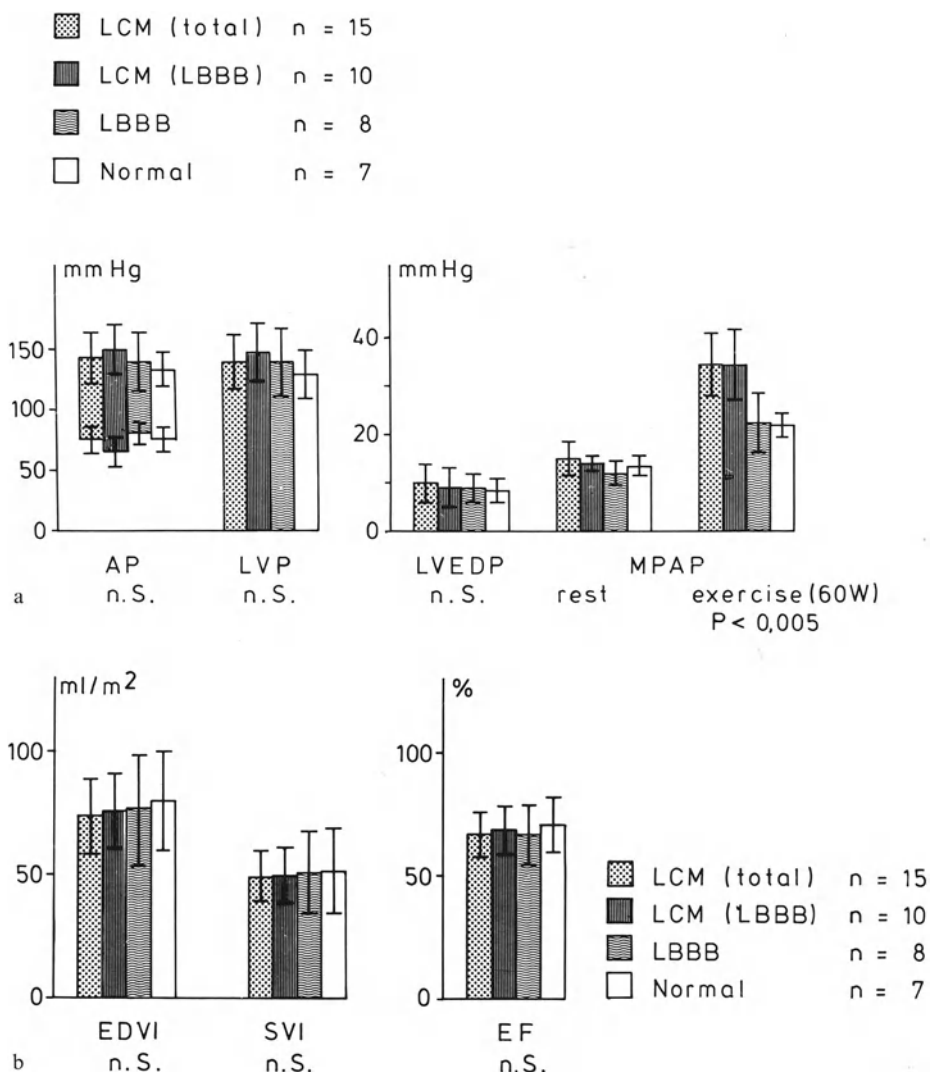 LCM (total) n = 15
LCM (LBBB) n = 10
LBBB n = 8
Normal n = 7
mm Hg
150
100
50
0
AP LVP
n.S. n.S.
mm Hg
40
20
0
LVEDP MPAP
n.S. rest exercise (60W)
P < 0,005
a
ml/m²
100
50
0
EDVI SVI
n.S. n.S.
%
100
50
0
EF
n.S.
LCM (total) n = 15
LCM (LBBB) n = 10
LBBB n = 8
Normal n = 7
b